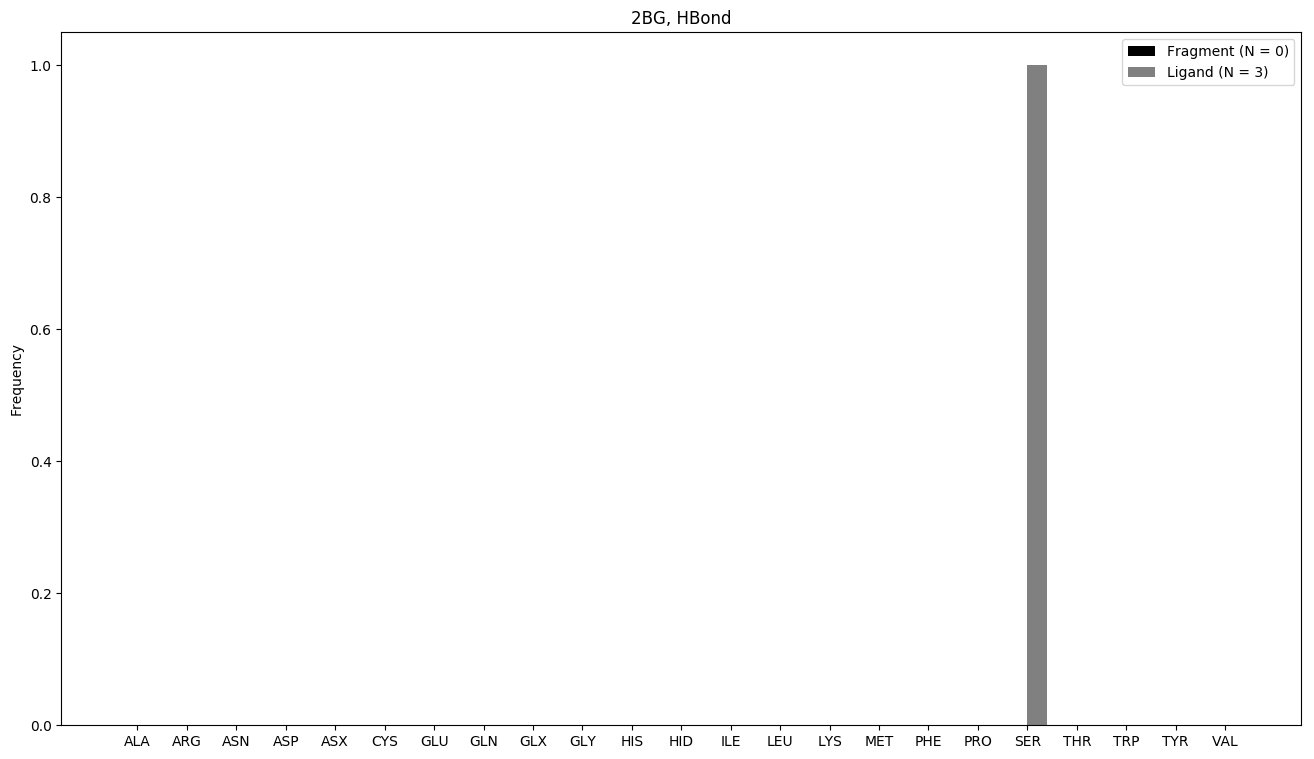 2BG, HBond
Fragment (N = 0)
Ligand (N = 3)
1.0
0.8
0.6
0.4
0.2
0.0
Frequency
ALA ARG ASN ASP ASX CYS GLU GLN GLX GLY HIS HID ILE LEU LYS MET PHE PRO SER THR TRP TYR VAL